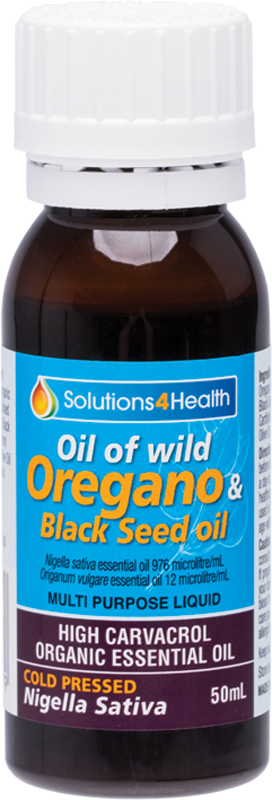 Solutions4Health
Oil of wild
Oregano &
Black Seed oil
Nigella sativa essential oil 976 microlitre/mL
Origanum vulgare essential oil 12 microlitre/mL
MULTI PURPOSE LIQUID
HIGH CARVACROL
ORGANIC ESSENTIAL OIL
COLD PRESSED
Nigella Sativa
50mL